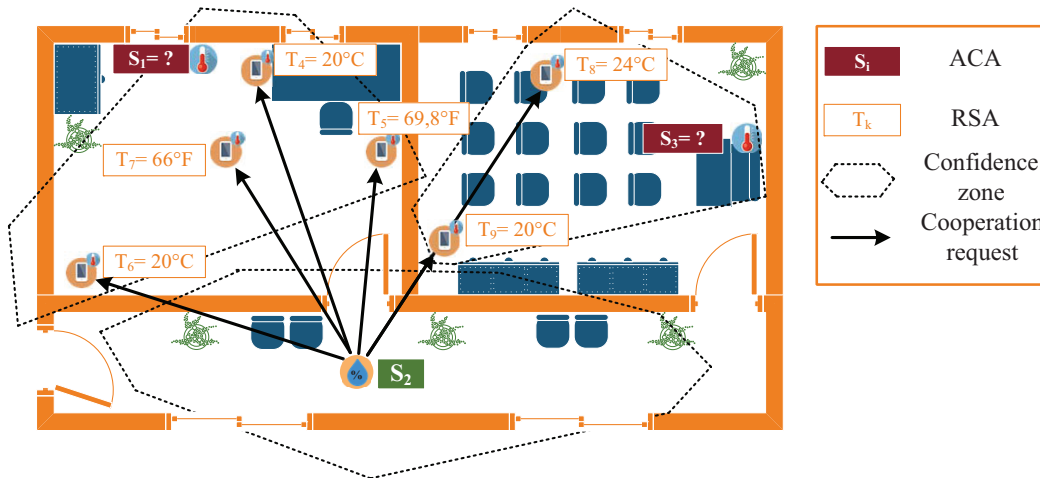 S1= ?
T4= 20°C
T8= 24°C
T5= 69,8°F
T7= 66°F
S3= ?
T9= 20°C
T6= 20°C
%
S2
Si
ACA
Tk
RSA
Confidence
zone
Cooperation
request